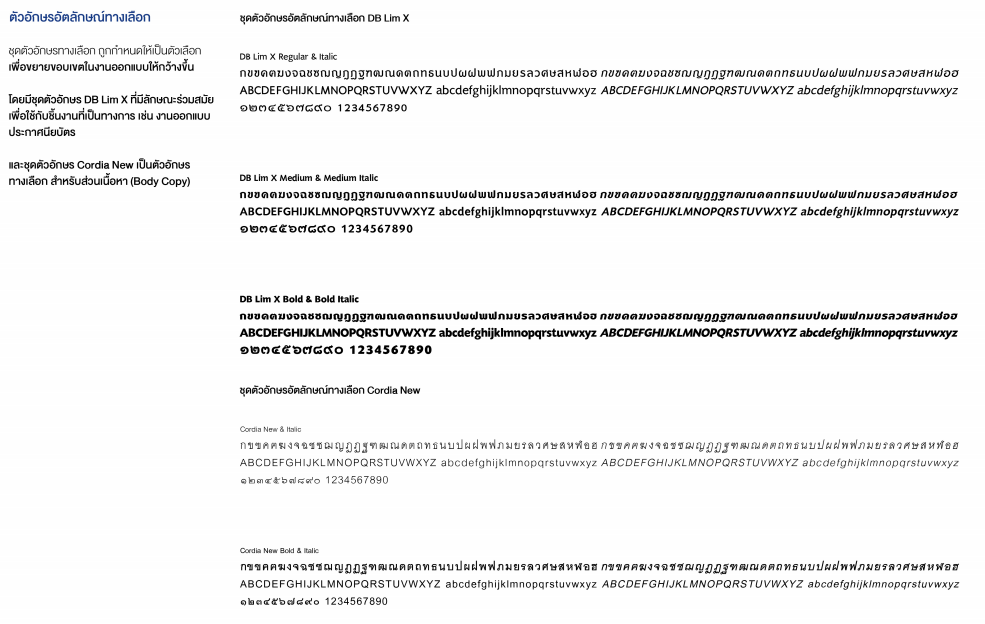 ตัวอักษรอัตลักษณ์ทางเลือก
ชุดตัวอักษรทางเลือก ถูกกำหนดให้เป็นตัวเลือก
เพื่อขยายขอบเขตในงานออกแบบให้กว้างขึ้น
โดยมีชุดตัวอักษร DB Lim X ที่มีลักษณะร่วมสมัย
เพื่อใช้กับชิ้นงานที่เป็นทางการ เช่น งานออกแบบ
ประกาศนียบัตร
และชุดตัวอักษร Cordia New เป็นตัวอักษร
ทางเลือก สำหรับส่วนเนื้อหา (Body Copy)
ชุดตัวอักษรอัตลักษณ์ทางเลือก DB Lim X
DB Lim X Regular & Italic
กขฃคฅฆงจฉชซฌญฎฏฐฑฒณดตถทธนบปผฝพฟภมยรลวศษสหฬอฮ กขฃคฅฆงจฉชซฌญฎฏฐฑฒณดตถทธนบปผฝพฟภมยรลวศษสหฬอฮ
ABCDEFGHIJKLMNOPQRSTUVWXYZ abcdefghijklmnopqrstuvwxyz ABCDEFGHIJKLMNOPQRSTUVWXYZ abcdefghijklmnopqrstuvwxyz
๑๒๓๔๕๖๗๘๙๐ 1234567890
DB Lim X Medium & Medium Italic
กขฃคฅฆงจฉชซฌญฎฏฐฑฒณดตถทธนบปผฝพฟภมยรลวศษสหฬอฮ กขฃคฅฆงจฉชซฌญฎฏฐฑฒณดตถทธนบปผฝพฟภมยรลวศษสหฬอฮ
ABCDEFGHIJKLMNOPQRSTUVWXYZ abcdefghijklmnopqrstuvwxyz ABCDEFGHIJKLMNOPQRSTUVWXYZ abcdefghijklmnopqrstuvwxyz
๑๒๓๔๕๖๗๘๙๐ 1234567890
DB Lim X Bold & Bold Italic
กขฃคฅฆงจฉชซฌญฎฏฐฑฒณดตถทธนบปผฝพฟภมยรลวศษสหฬอฮ กขฃคฅฆงจฉชซฌญฎฏฐฑฒณดตถทธนบปผฝพฟภมยรลวศษสหฬอฮ
ABCDEFGHIJKLMNOPQRSTUVWXYZ abcdefghijklmnopqrstuvwxyz ABCDEFGHIJKLMNOPQRSTUVWXYZ abcdefghijklmnopqrstuvwxyz
๑๒๓๔๕๖๗๘๙๐ 1234567890
ชุดตัวอักษรอัตลักษณ์ทางเลือก Cordia New
Cordia New & Italic
กขฃคฅฆงจฉชซฌญฎฏฐฑฒณดตถทธนบปผฝพฟภมยรลวศษสหฬอฮ กขฃคฅฆงจฉชซฌญฎฏฐฑฒณดตถทธนบปผฝพฟภมยรลวศษสหฬอฮ
ABCDEFGHIJKLMNOPQRSTUVWXYZ abcdefghijklmnopqrstuvwxyz ABCDEFGHIJKLMNOPQRSTUVWXYZ abcdefghijklmnopqrstuvwxyz
๑๒๓๔๕๖๗๘๙๐ 1234567890
Cordia New Bold & Italic
กขฃคฅฆงจฉชซฌญฎฏฐฑฒณดตถทธนบปผฝพฟภมยรลวศษสหฬอฮ กขฃคฅฆงจฉชซฌญฎฏฐฑฒณดตถทธนบปผฝพฟภมยรลวศษสหฬอฮ
ABCDEFGHIJKLMNOPQRSTUVWXYZ abcdefghijklmnopqrstuvwxyz ABCDEFGHIJKLMNOPQRSTUVWXYZ abcdefghijklmnopqrstuvwxyz
๑๒๓๔๕๖๗๘๙๐ 1234567890